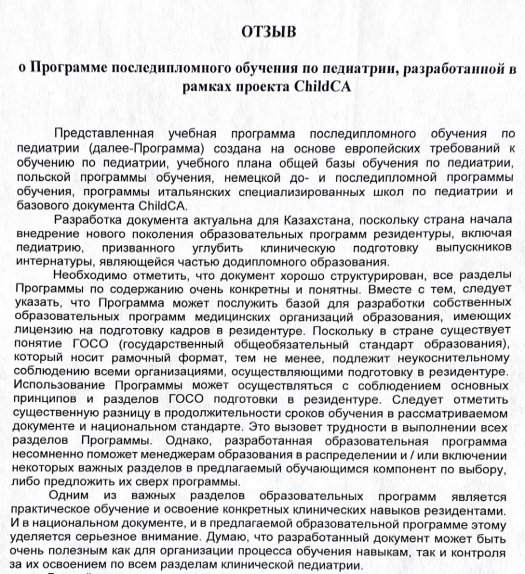 ОТЗЫВ
о Программе последипломного обучения по педиатрии, разработанной в
рамках проекта ChildCA
Представленная учебная программа последипломного обучения по
педиатрии (далее-Программа) создана на основе европейских требований к
обучению по педиатрии, учебного плана общей базы обучения по педиатрии,
польской программы обучения, немецкой до- и последипломной программы
обучения, программы итальянских специализированных школ по педиатрии и
базового документа ChildCA.
Разработка документа актуальна для Казахстана, поскольку страна начала
внедрение нового поколения образовательных программ резидентуры, включая
педиатрию, призванного углубить клиническую подготовку выпускников
интернатуры, являющейся частью додипломного образования.
Необходимо отметить, что документ хорошо структурирован, все разделы
Программы по содержанию очень конкретны и понятны. Вместе с тем, следует
указать, что Программа может послужить базой для разработки собственных
образовательных программ медицинских организаций образования, имеющих
лицензию на подготовку кадров в резидентуре. Поскольку в стране существует
понятие ГОСО (государственный общеобязательный стандарт образования),
который носит рамочный формат, тем не менее, подлежит неукоснительному
соблюдению всеми организациями, осуществляющими подготовку в резидентуре.
Использование Программы может осуществляться с соблюдением основных
принципов и разделов ГОСО подготовки в резидентуре. Следует отметить
существенную разницу в продолжительности сроков обучения в рассматриваемом
документе и национальном стандарте. Это вызовет трудности в выполнении всех
разделов Программы. Однако, разработанная образовательная программа
несомненно поможет менеджерам образования в распределении и / или включении
некоторых важных разделов в предлагаемый обучающимся компонент по выбору,
либо предложить их сверх программы.
Одним из важных разделов образовательных программ является
практическое обучение и освоение конкретных клинических навыков резидентами.
И в национальном документе, и в предлагаемой образовательной программе этому
уделяется серьезное внимание. Думаю, что разработанный документ может быть
очень полезным как для организации процесса обучения навыкам, так и контроля
за их освоением по всем разделам клинической педиатрии.